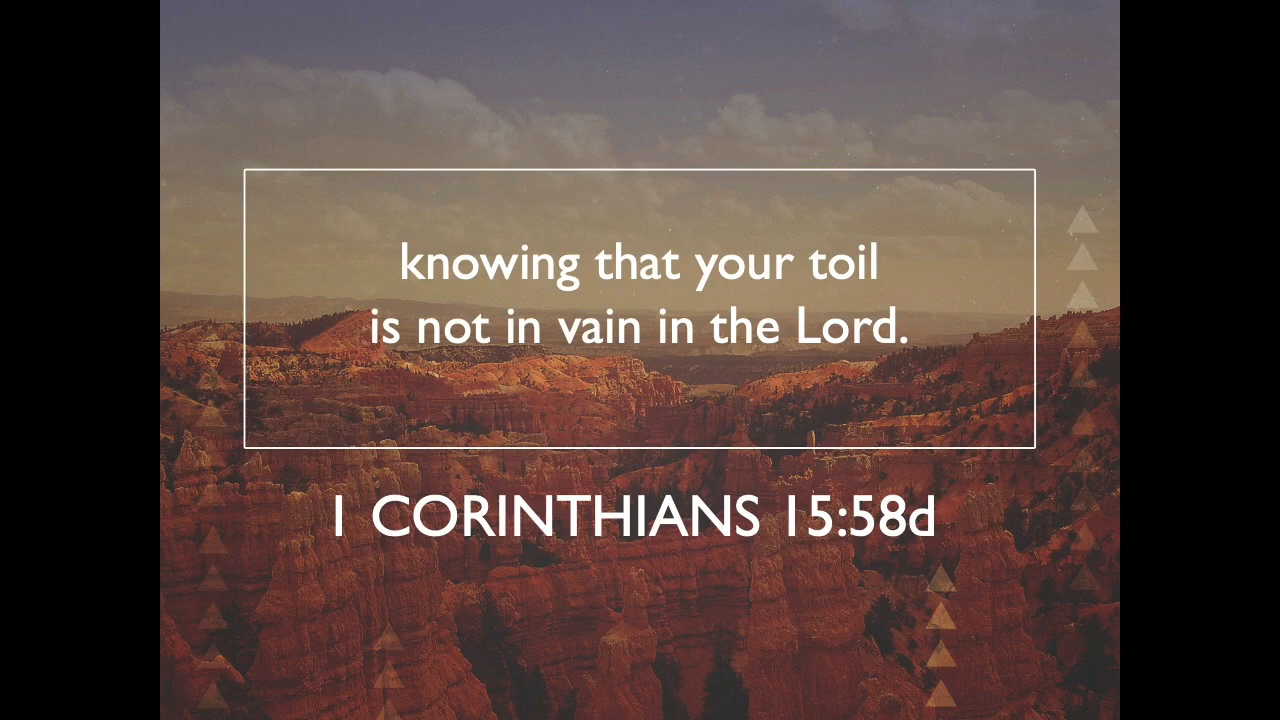 knowing that your toil
is not in vain in the Lord.
1 CORINTHIANS 15:58d